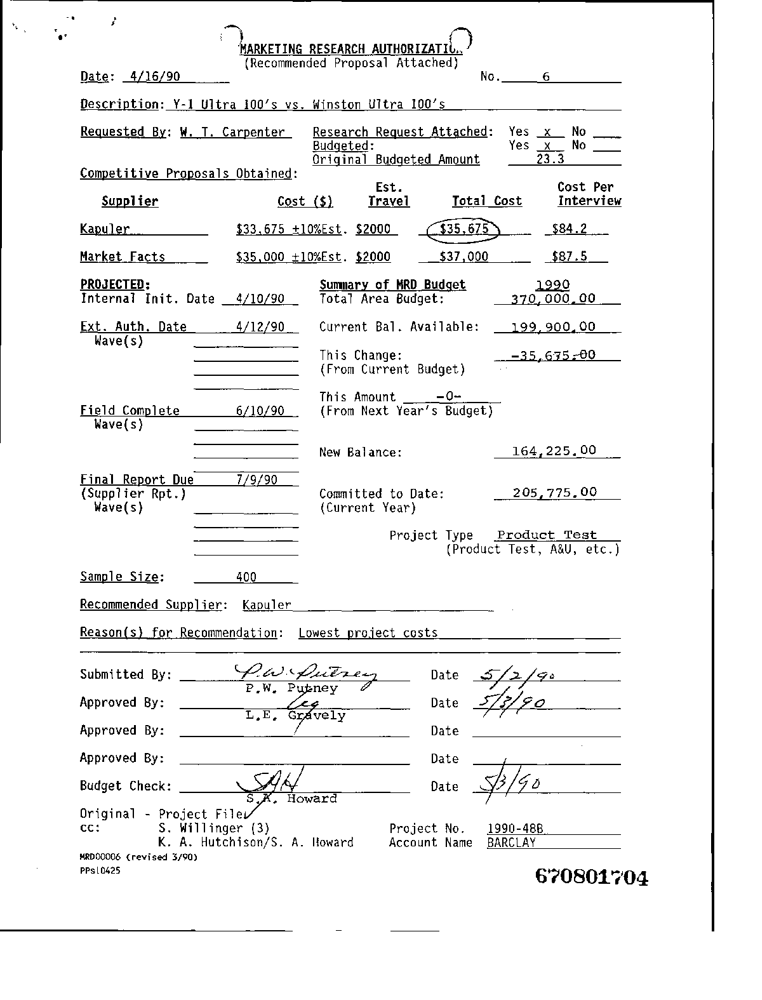 MARKETING RESEARCH AUTHORIZATIO
(Recommended Proposal Attached)
Date: 4/16/90 No. 6
Description: Y-1 Ultra 100's vs. Winston Ultra 100's
Requested By: W. T. Carpenter Research Request Attached: Yes x No
Budgeted: Yes x No
Original Budgeted Amount 23.3
Competitive Proposals Obtained:
Est. Cost Per
Supplier Cost ($) Travel Total Cost Interview
Kapuler $33,675 ±10%Est. $2000 $35,675 $84.2
Market Facts $35,000 ±10%Est. $2000 $37,000 $87.5
PROJECTED: Summary of MRD Budget 1990
Internal Init. Date 4/10/90 Total Area Budget: 370,000.00
Ext. Auth. Date 4/12/90 Current Bal. Available: 199,900.00
Wave(s)
This Change: -35,675.00
(From Current Budget)
This Amount -0-
Field Complete 6/10/90 (From Next Year's Budget)
Wave(s)
New Balance: 164,225.00
Final Report Due 7/9/90
(Supplier Rpt.) Committed to Date: 205,775.00
Wave(s) (Current Year)
Project Type Product Test
(Product Test, A&U, etc.)
Sample Size: 400
Recommended Supplier: Kapuler
Reason(s) for Recommendation: Lowest project costs
Submitted By: P.W. Putney Date 5/2/90
P.W. Putney
Approved By: leg Date 5/3/90
L.E. Gravely
Approved By: Date
Approved By: Date
Budget Check: SAH Date 5/3/90
S.A. Howard
Original - Project File
cc: S. Willinger (3) Project No. 1990-48B
K. A. Hutchison/S. A. Howard Account Name BARCLAY
MRD00006 (revised 3/90)
PPsl0425
670801704